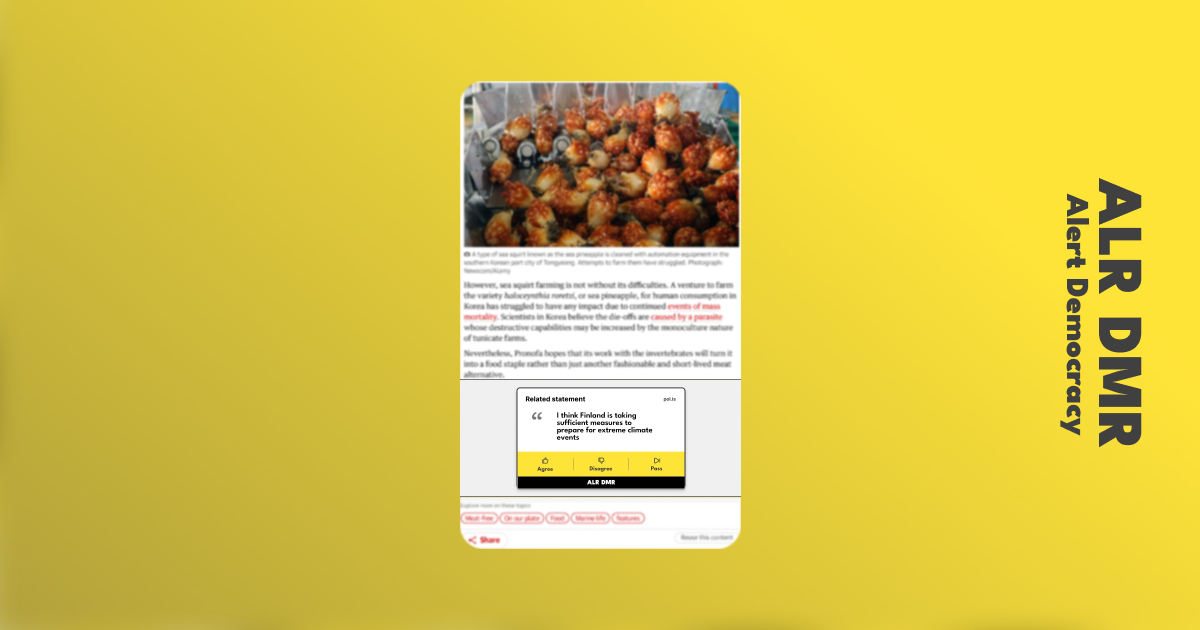 A type of sea squirt known as the sea pineapple is cleaned with automation equipment in the
southern Korean port city of Tongyeong. Attempts to farm them have struggled. Photograph:
Newscom/Alamy
However, sea squirt farming is not without its difficulties. A venture to farm
the variety halocynthia roretzi, or sea pineapple, for human consumption in
Korea has struggled to have any impact due to continued events of mass
mortality. Scientists in Korea believe the die-offs are caused by a parasite
whose destructive capabilities may be increased by the monoculture nature
of tunicate farms.
Nevertheless, Pronofa hopes that its work with the invertebrates will turn it
into a food staple rather than just another fashionable and short-lived meat
alternative.
Related statement
pol.is
“ I think Finland is taking
sufficient measures to
prepare for extreme climate
events
Agree
Disagree
Pass
ALR DMR
Explore more on these topics
Meat-free
On our plate
Food
Marine life
features
Share
Reuse this content
ALR DMR
Alert Democracy